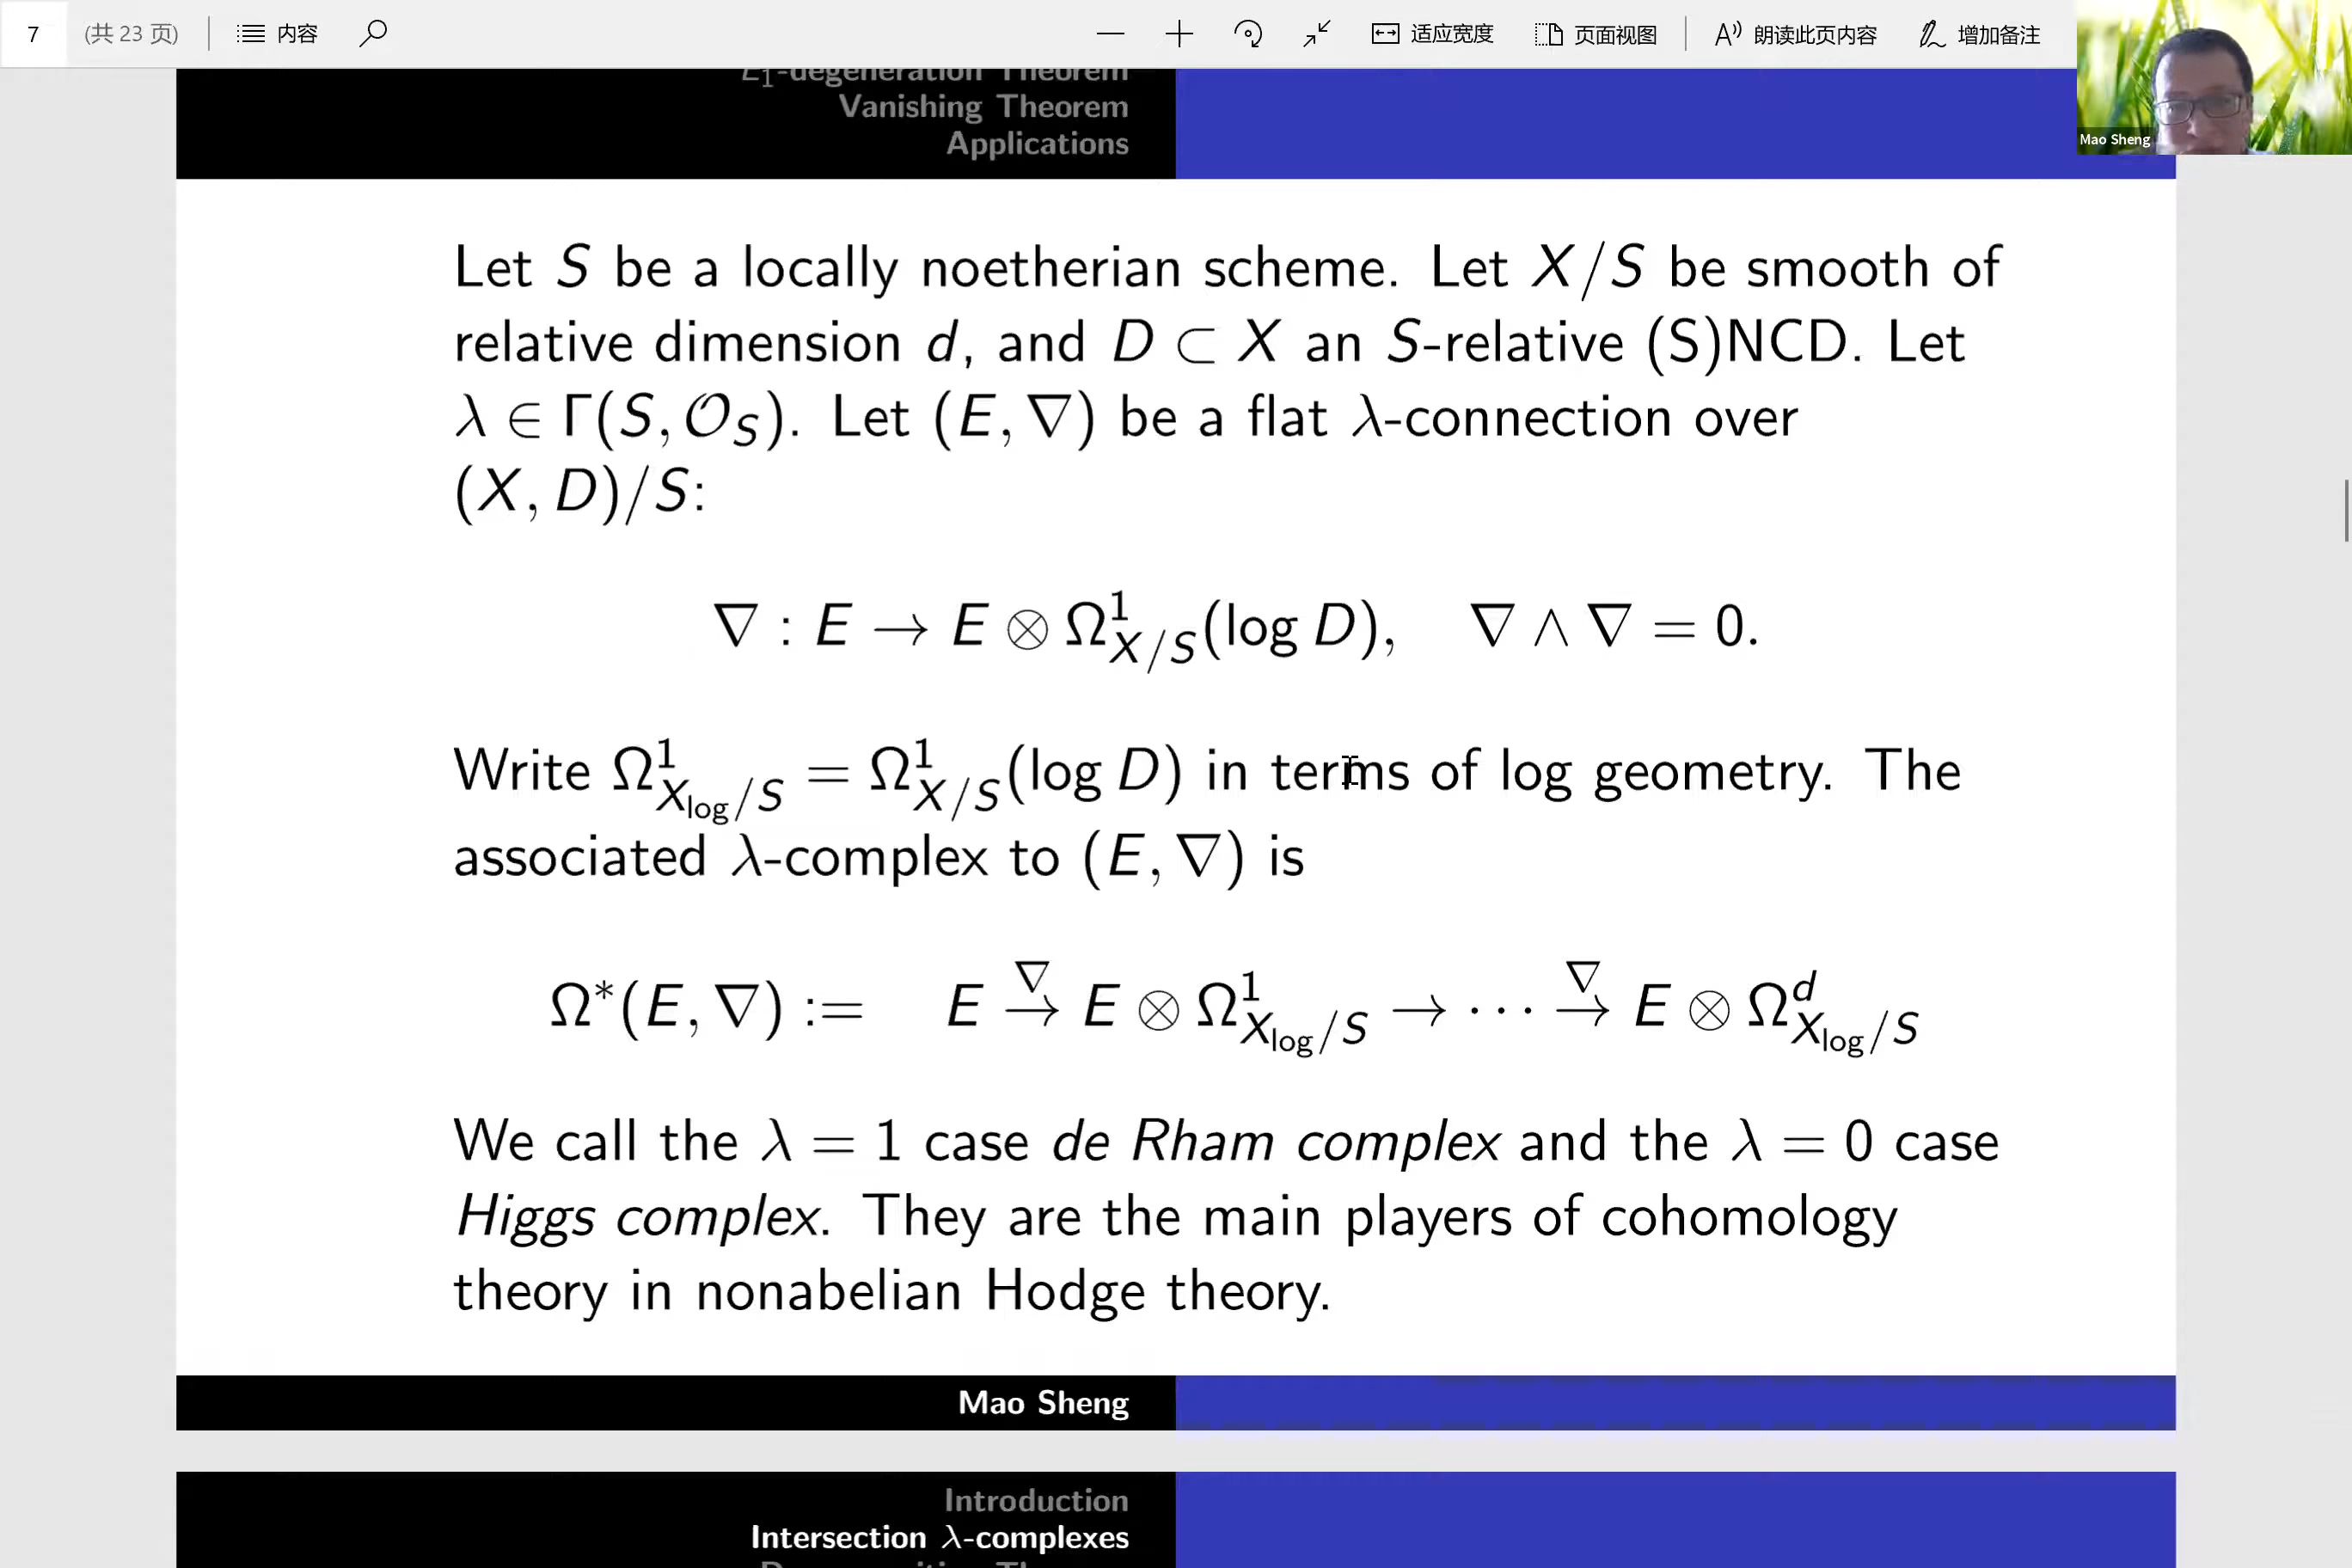 7 (共 23 页) 内容 适应宽度 页面视图 朗读此页内容 增加备注
Mao Sheng
E₁-degeneration Theorem
Vanishing Theorem
Applications
Let S be a locally noetherian scheme. Let X/S be smooth of
relative dimension d, and D ⊂ X an S-relative (S)NCD. Let
λ ∈ Γ(S, 𝒪_S). Let (E, ∇) be a flat λ-connection over
(X, D)/S:
∇ : E → E ⊗ Ω^1_{X/S}(log D), ∇ ∧ ∇ = 0.
Write Ω^1_{X_log/S} = Ω^1_{X/S}(log D) in terms of log geometry. The
associated λ-complex to (E, ∇) is
Ω*(E, ∇) := E →^∇ E ⊗ Ω^1_{X_log/S} → ··· →^∇ E ⊗ Ω^d_{X_log/S}
We call the λ = 1 case de Rham complex and the λ = 0 case
Higgs complex. They are the main players of cohomology
theory in nonabelian Hodge theory.
Mao Sheng
Introduction
Intersection λ-complexes